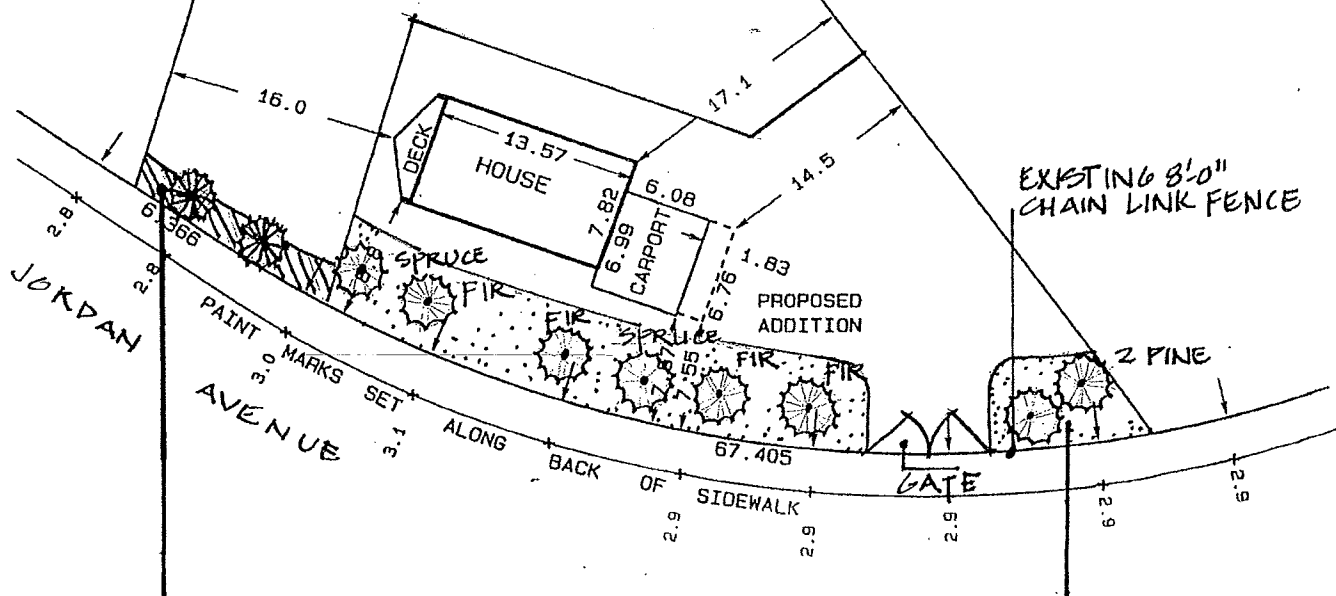 17.1
16.0
DECK
13.57
HOUSE
14.5
6.08
7.82
6.99
CARPORT
1.83
6.76
PROPOSED
ADDITION
EXISTING 8'0"
CHAIN LINK FENCE
2.8
6.366
2.8
SPRUCE
FIR
FIR
SPRUCE
FIR
FIR
2 PINE
7.55
JORDAN
AVENUE
PAINT MARKS SET ALONG BACK OF SIDEWALK
3.0
3.1
67.405
GATE
2.9
2.9
2.9
2.9
2.9